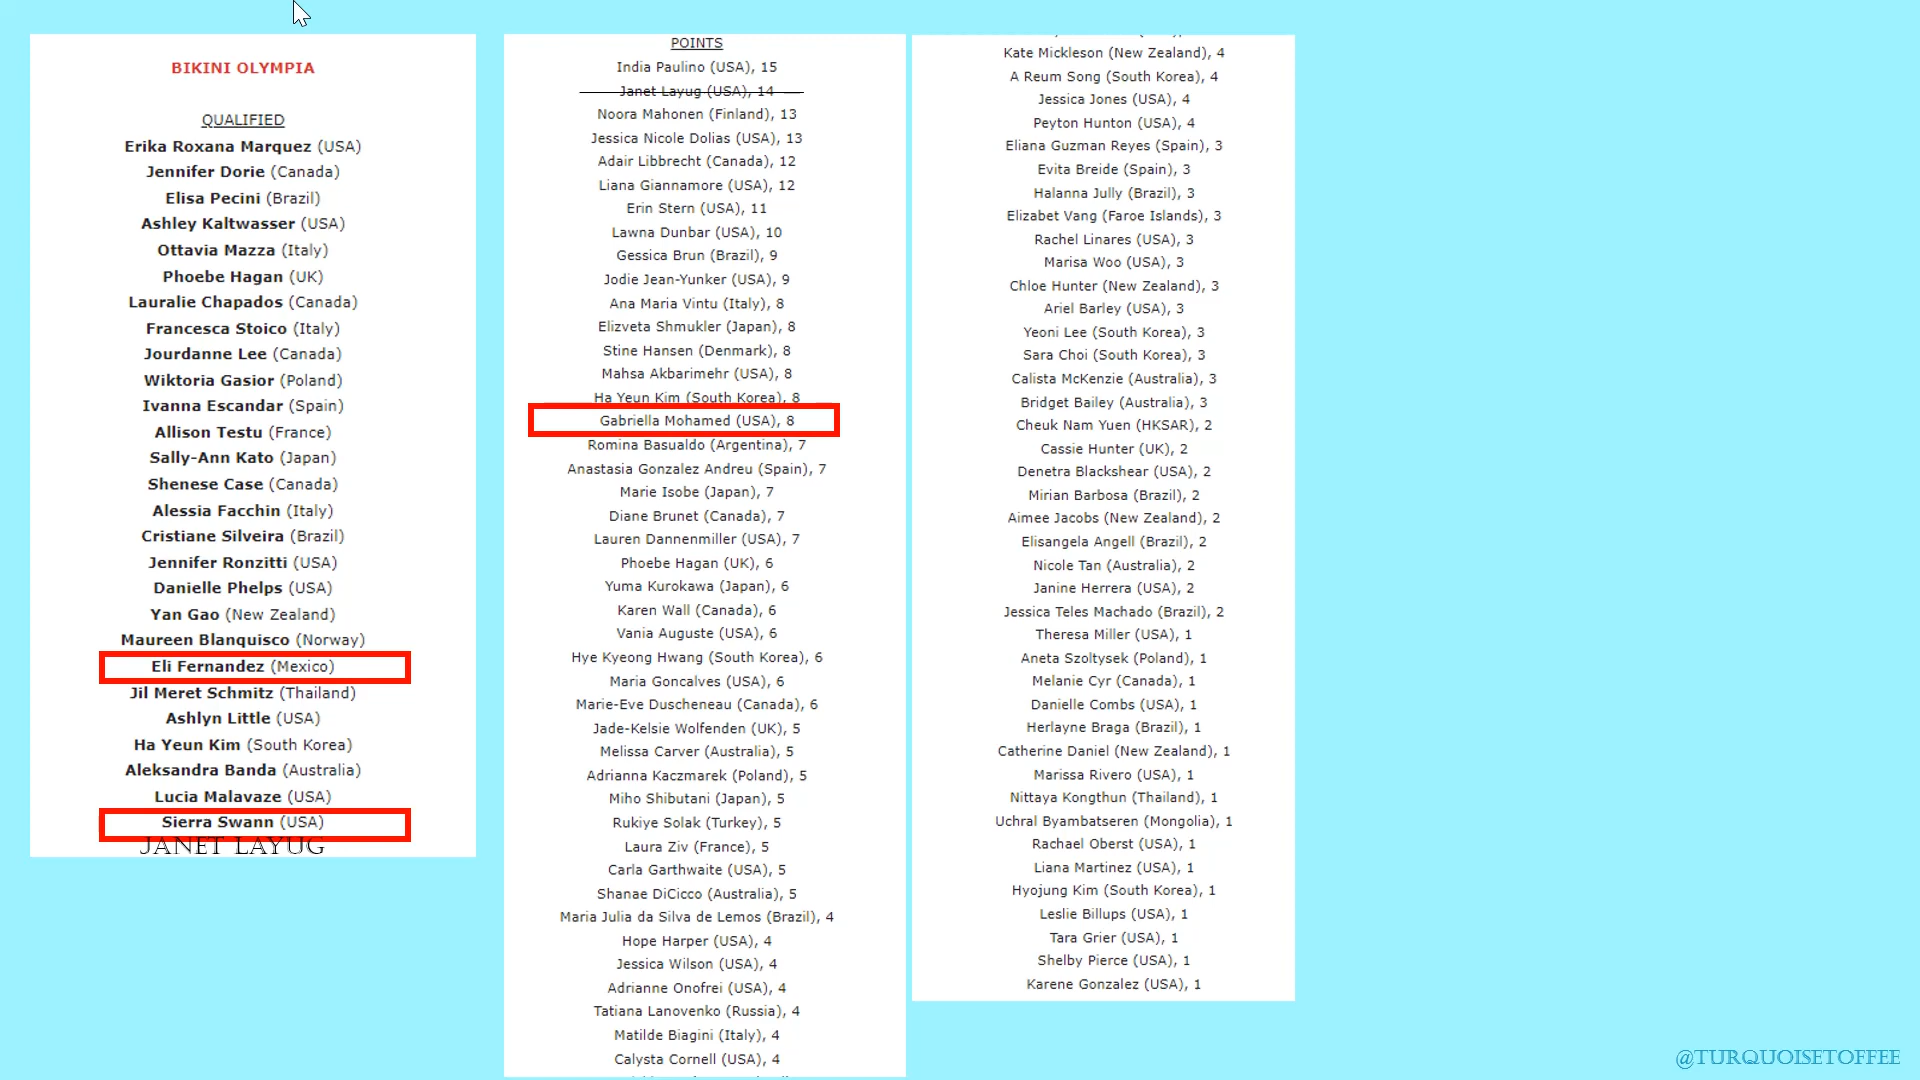 BIKINI OLYMPIA
QUALIFIED
Erika Roxana Marquez (USA)
Jennifer Dorie (Canada)
Elisa Pecini (Brazil)
Ashley Kaltwasser (USA)
Ottavia Mazza (Italy)
Phoebe Hagan (UK)
Lauralie Chapados (Canada)
Francesca Stoico (Italy)
Jourdanne Lee (Canada)
Wiktoria Gasior (Poland)
Ivanna Escandar (Spain)
Allison Testu (France)
Sally-Ann Kato (Japan)
Shenese Case (Canada)
Alessia Facchin (Italy)
Cristiane Silveira (Brazil)
Jennifer Ronzitti (USA)
Danielle Phelps (USA)
Yan Gao (New Zealand)
Maureen Blanquisco (Norway)
Eli Fernandez (Mexico)
Jil Meret Schmitz (Thailand)
Ashlyn Little (USA)
Ha Yeun Kim (South Korea)
Aleksandra Banda (Australia)
Lucia Malavaze (USA)
Sierra Swann (USA)
JANET LAYUG
POINTS
India Paulino (USA), 15
Janet Layug (USA), 14
Noora Mahonen (Finland), 13
Jessica Nicole Dolias (USA), 13
Adair Libbrecht (Canada), 12
Liana Giannamore (USA), 12
Erin Stern (USA), 11
Lawna Dunbar (USA), 10
Gessica Brun (Brazil), 9
Jodie Jean-Yunker (USA), 9
Ana Maria Vintu (Italy), 8
Elizveta Shmukler (Japan), 8
Stine Hansen (Denmark), 8
Mahsa Akbarimehr (USA), 8
Ha Yeun Kim (South Korea), 8
Gabriella Mohamed (USA), 8
Romina Basualdo (Argentina), 7
Anastasia Gonzalez Andreu (Spain), 7
Marie Isobe (Japan), 7
Diane Brunet (Canada), 7
Lauren Dannenmiller (USA), 7
Phoebe Hagan (UK), 6
Yuma Kurokawa (Japan), 6
Karen Wall (Canada), 6
Vania Auguste (USA), 6
Hye Kyeong Hwang (South Korea), 6
Maria Goncalves (USA), 6
Marie-Eve Duscheneau (Canada), 6
Jade-Kelsie Wolfenden (UK), 5
Melissa Carver (Australia), 5
Adrianna Kaczmarek (Poland), 5
Miho Shibutani (Japan), 5
Rukiye Solak (Turkey), 5
Laura Ziv (France), 5
Carla Garthwaite (USA), 5
Shanae DiCicco (Australia), 5
Maria Julia da Silva de Lemos (Brazil), 4
Hope Harper (USA), 4
Jessica Wilson (USA), 4
Adrianne Onofrei (USA), 4
Tatiana Lanovenko (Russia), 4
Matilde Biagini (Italy), 4
Calysta Cornell (USA), 4
Kate Mickleson (New Zealand), 4
A Reum Song (South Korea), 4
Jessica Jones (USA), 4
Peyton Hunton (USA), 4
Eliana Guzman Reyes (Spain), 3
Evita Breide (Spain), 3
Halanna Jully (Brazil), 3
Elizabet Vang (Faroe Islands), 3
Rachel Linares (USA), 3
Marisa Woo (USA), 3
Chloe Hunter (New Zealand), 3
Ariel Barley (USA), 3
Yeoni Lee (South Korea), 3
Sara Choi (South Korea), 3
Calista McKenzie (Australia), 3
Bridget Bailey (Australia), 3
Cheuk Nam Yuen (HKSAR), 2
Cassie Hunter (UK), 2
Denetra Blackshear (USA), 2
Mirian Barbosa (Brazil), 2
Aimee Jacobs (New Zealand), 2
Elisangela Angell (Brazil), 2
Nicole Tan (Australia), 2
Janine Herrera (USA), 2
Jessica Teles Machado (Brazil), 2
Theresa Miller (USA), 1
Aneta Szoltysek (Poland), 1
Melanie Cyr (Canada), 1
Danielle Combs (USA), 1
Herlayne Braga (Brazil), 1
Catherine Daniel (New Zealand), 1
Marissa Rivero (USA), 1
Nittaya Kongthun (Thailand), 1
Uchral Byambatseren (Mongolia), 1
Rachael Oberst (USA), 1
Liana Martinez (USA), 1
Hyojung Kim (South Korea), 1
Leslie Billups (USA), 1
Tara Grier (USA), 1
Shelby Pierce (USA), 1
Karene Gonzalez (USA), 1
@TURQUOISETOFFEE